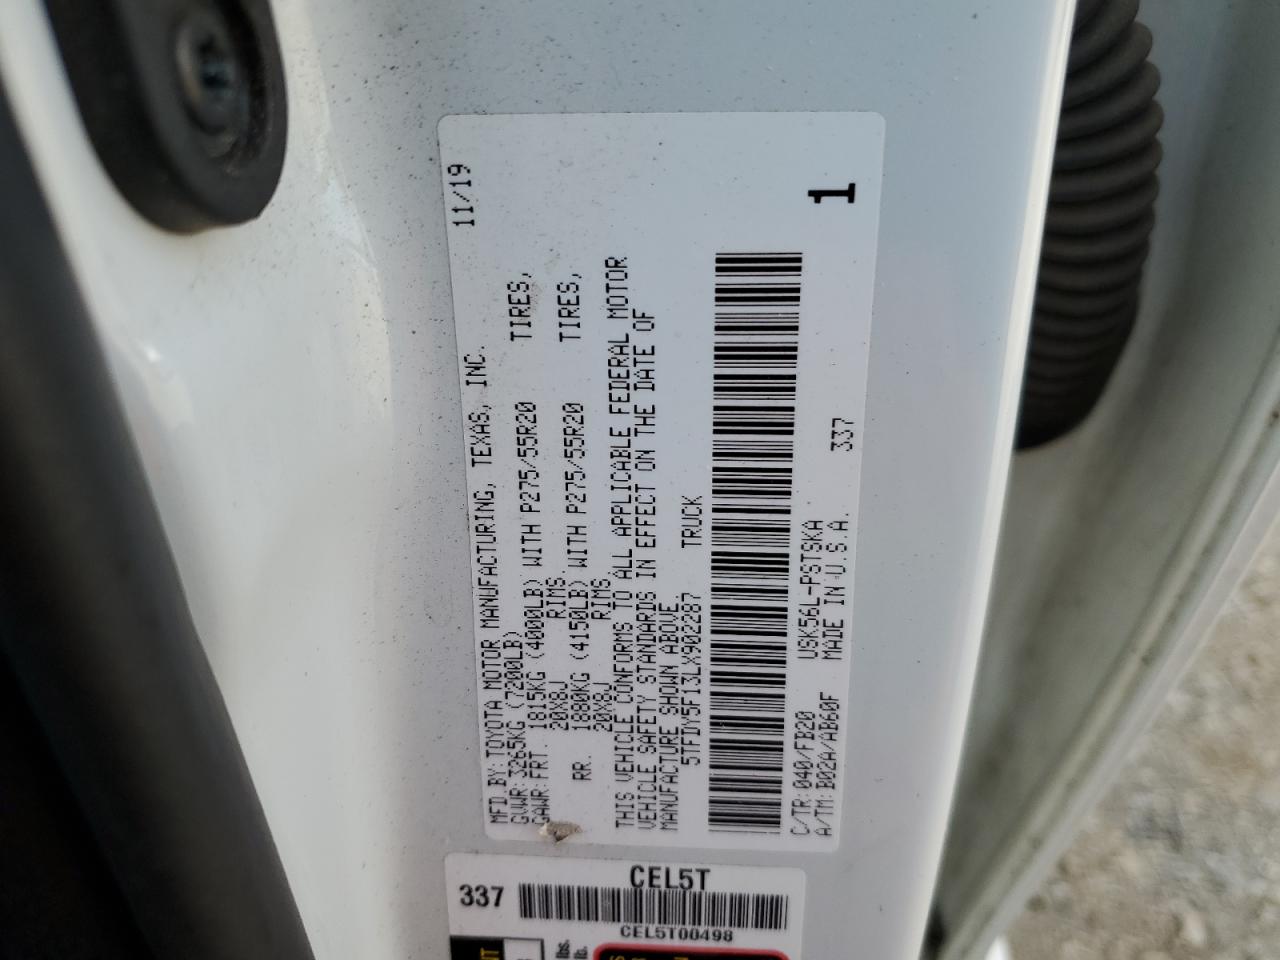 MFD.BY:TOYOTA MOTOR MANUFACTURING, TEXAS, INC. 11/19
GVWR:3265KG (7200LB)
GAWR:FRT. 1815KG (4000LB) WITH P275/55R20 TIRES,
20X8J RIMS.
RR. 1880KG (4150LB) WITH P275/55R20 TIRES,
20X8J RIMS.
THIS VEHICLE CONFORMS TO ALL APPLICABLE FEDERAL MOTOR
VEHICLE SAFETY STANDARDS IN EFFECT ON THE DATE OF
MANUFACTURE SHOWN ABOVE.
5TFDY5F13LX902287 TRUCK
1
C/TR:040/FB20 USK56L-PSTSKA
A/TM:B02A/AB60F MADE IN U.S.A. 337
CEL5T
337
CEL5T00498
lbs.
lb.